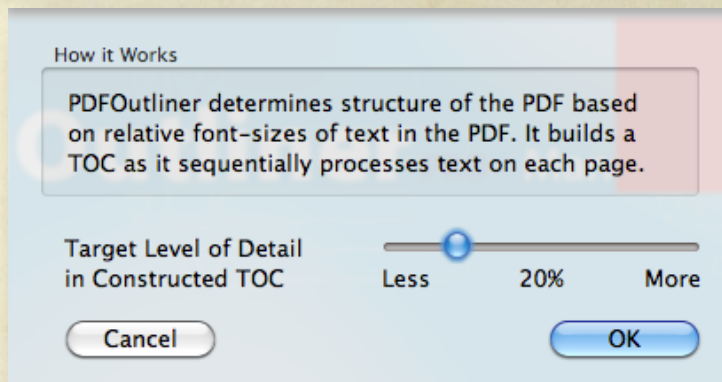 How it Works
PDFOutliner determines structure of the PDF based
on relative font-sizes of text in the PDF. It builds a
TOC as it sequentially processes text on each page.
Outliner
Target Level of Detail
in Constructed TOC
Less 20% More
Cancel OK